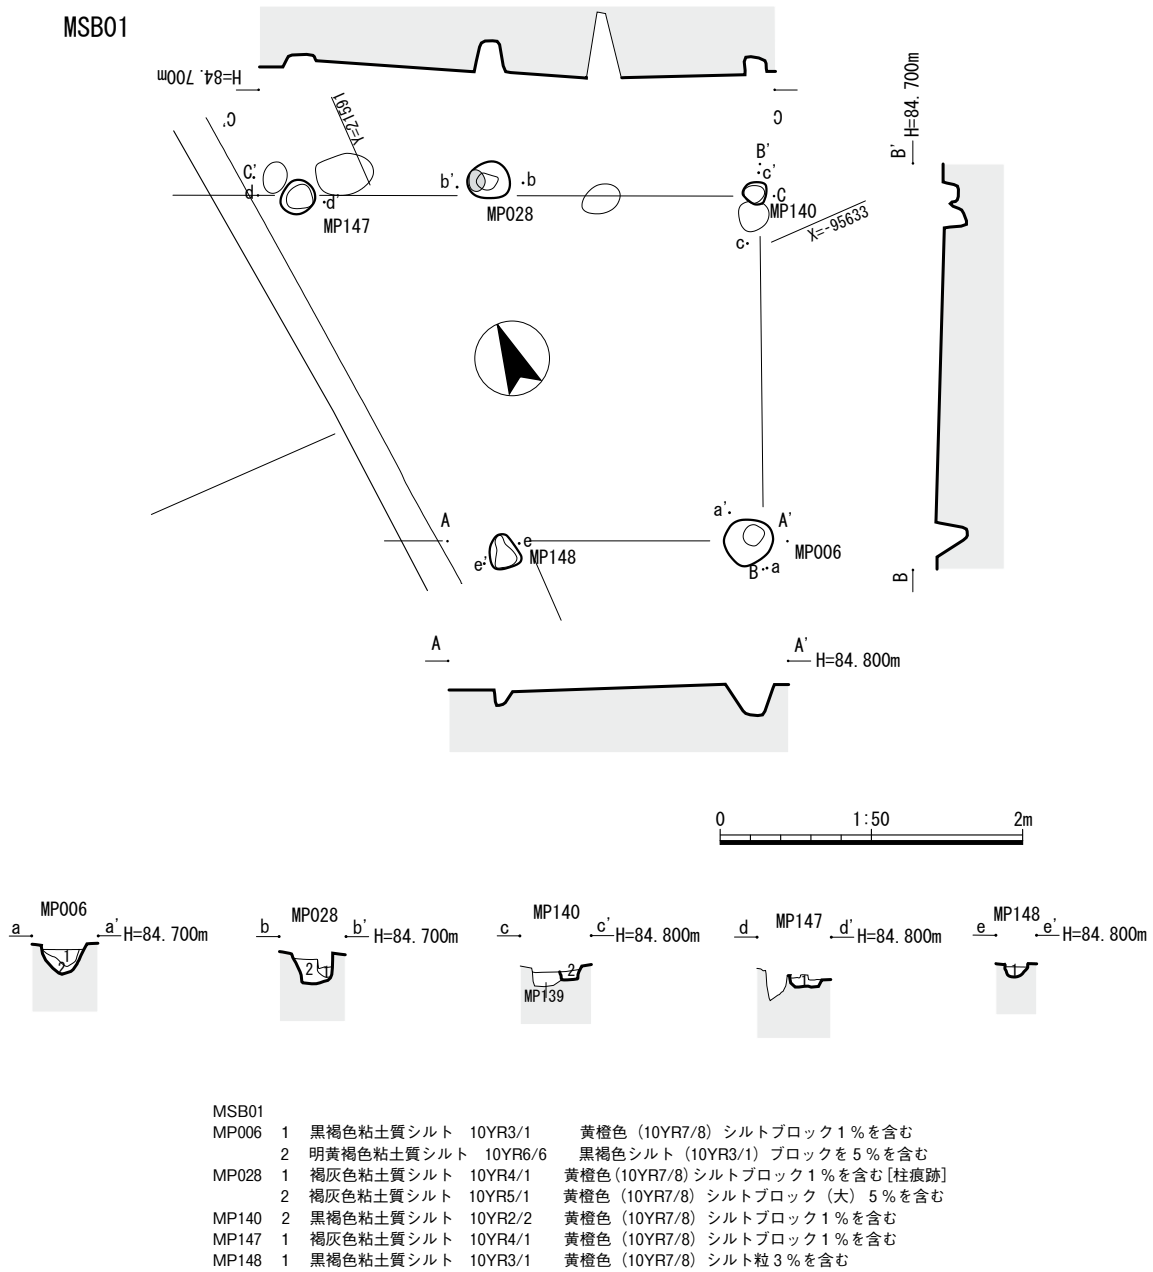 MSB01
H=84.700m
C'
C
Y=21591
B'
H=84.700m
B'
c'
C'
d
d'
MP147
b'
b
MP028
C
MP140
X=-95633
c
A
a'
A'
MP006
e
MP148
e'
B
a
B
A
A'
H=84.800m
0
1:50
2m
MP006
a
a'
H=84.700m
1
2
MP028
b
b'
H=84.700m
2
1
MP140
c
c'
H=84.800m
2
MP139
MP147
d
d'
H=84.800m
1
MP148
e
e'
H=84.800m
1
MSB01
MP006 1 黒褐色粘土質シルト 10YR3/1 黄橙色（10YR7/8）シルトブロック1％を含む
2 明黄褐色粘土質シルト 10YR6/6 黒褐色シルト（10YR3/1）ブロックを5％を含む
MP028 1 褐灰色粘土質シルト 10YR4/1 黄橙色(10YR7/8)シルトブロック1％を含む[柱痕跡]
2 褐灰色粘土質シルト 10YR5/1 黄橙色（10YR7/8）シルトブロック（大）5％を含む
MP140 2 黒褐色粘土質シルト 10YR2/2 黄橙色（10YR7/8）シルトブロック1％を含む
MP147 1 褐灰色粘土質シルト 10YR4/1 黄橙色（10YR7/8）シルトブロック1％を含む
MP148 1 黒褐色粘土質シルト 10YR3/1 黄橙色（10YR7/8）シルト粒3％を含む